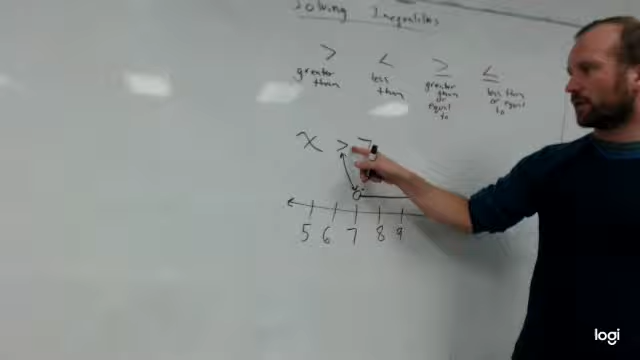 Solving Inequalities
> < ≥ ≤
greater than
less than
greater than or equal to
less than or equal to
x > 7
5 6 7 8 9
logi